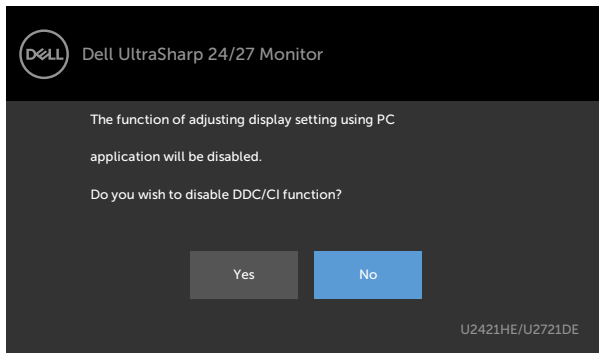 DELL
Dell UltraSharp 24/27 Monitor
The function of adjusting display setting using PC
application will be disabled.
Do you wish to disable DDC/CI function?
Yes
No
U2421HE/U2721DE